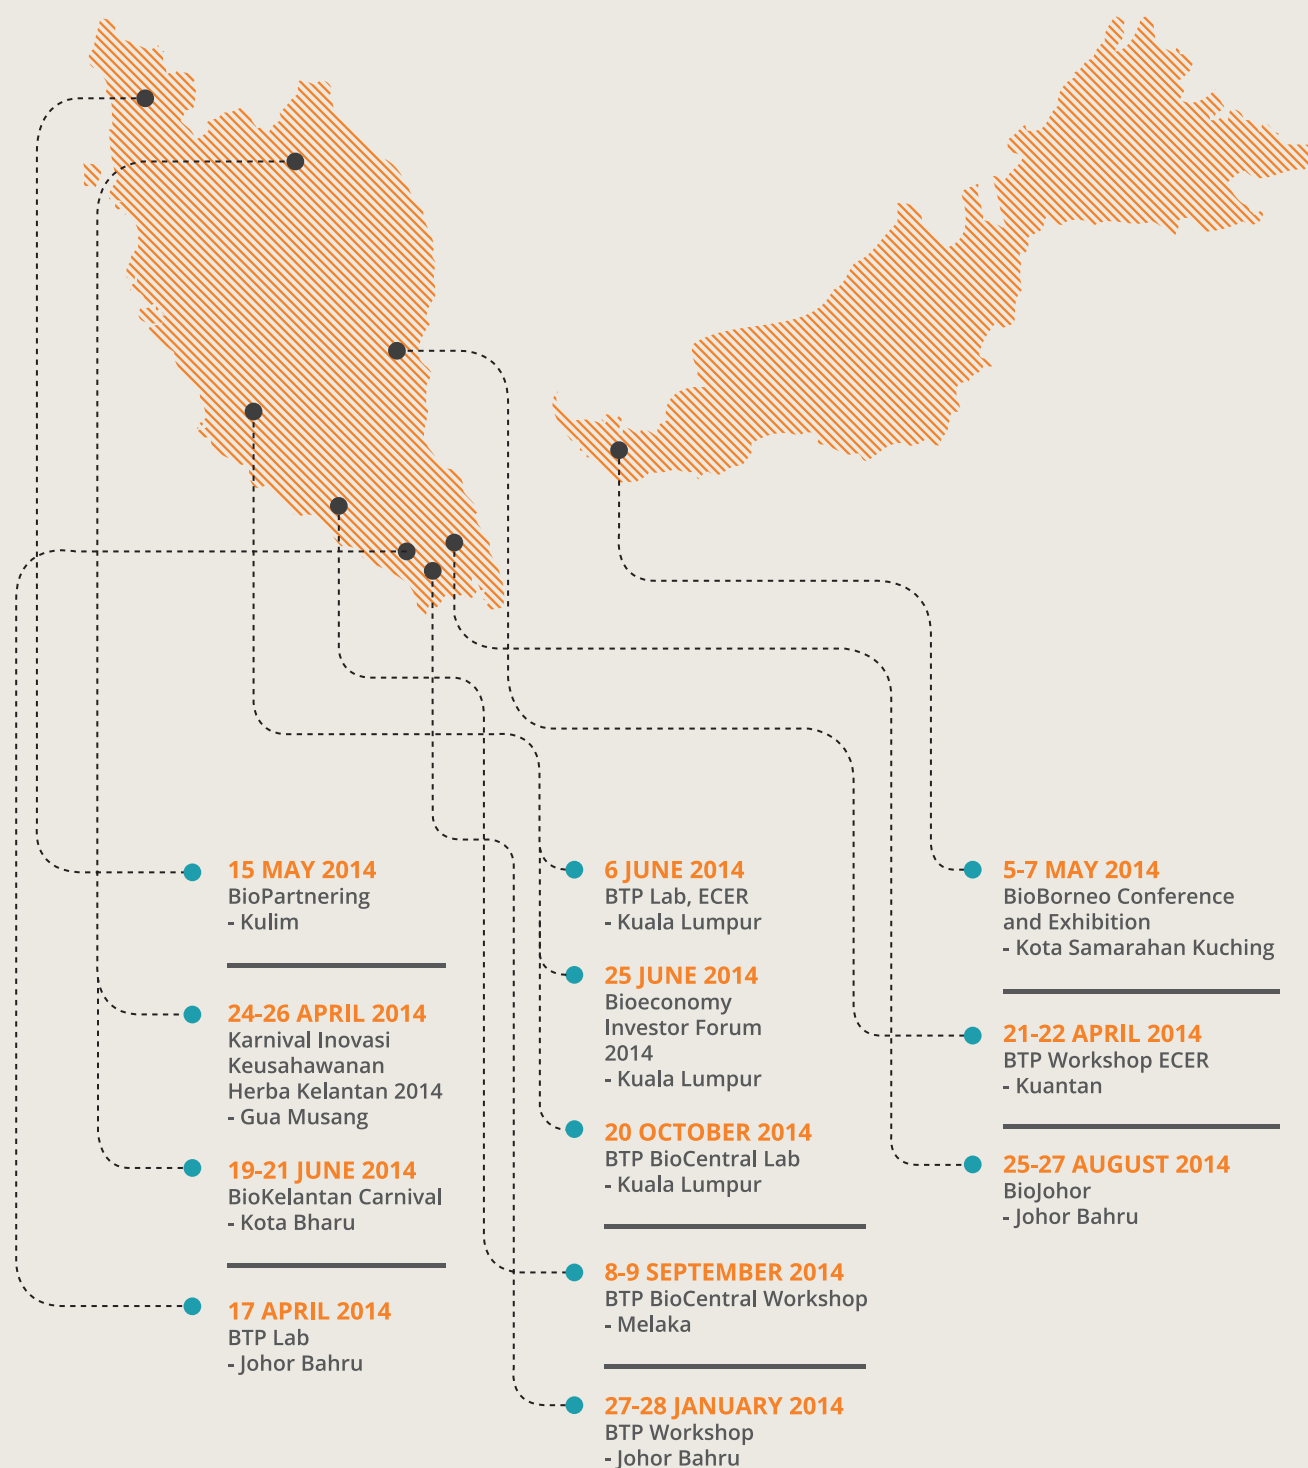 15 MAY 2014
BioPartnering
- Kulim
24-26 APRIL 2014
Karnival Inovasi
Keusahawanan
Herba Kelantan 2014
- Gua Musang
19-21 JUNE 2014
BioKelantan Carnival
- Kota Bharu
17 APRIL 2014
BTP Lab
- Johor Bahru
6 JUNE 2014
BTP Lab, ECER
- Kuala Lumpur
25 JUNE 2014
Bioeconomy
Investor Forum
2014
- Kuala Lumpur
20 OCTOBER 2014
BTP BioCentral Lab
- Kuala Lumpur
8-9 SEPTEMBER 2014
BTP BioCentral Workshop
- Melaka
27-28 JANUARY 2014
BTP Workshop
- Johor Bahru
5-7 MAY 2014
BioBorneo Conference
and Exhibition
- Kota Samarahan Kuching
21-22 APRIL 2014
BTP Workshop ECER
- Kuantan
25-27 AUGUST 2014
BioJohor
- Johor Bahru